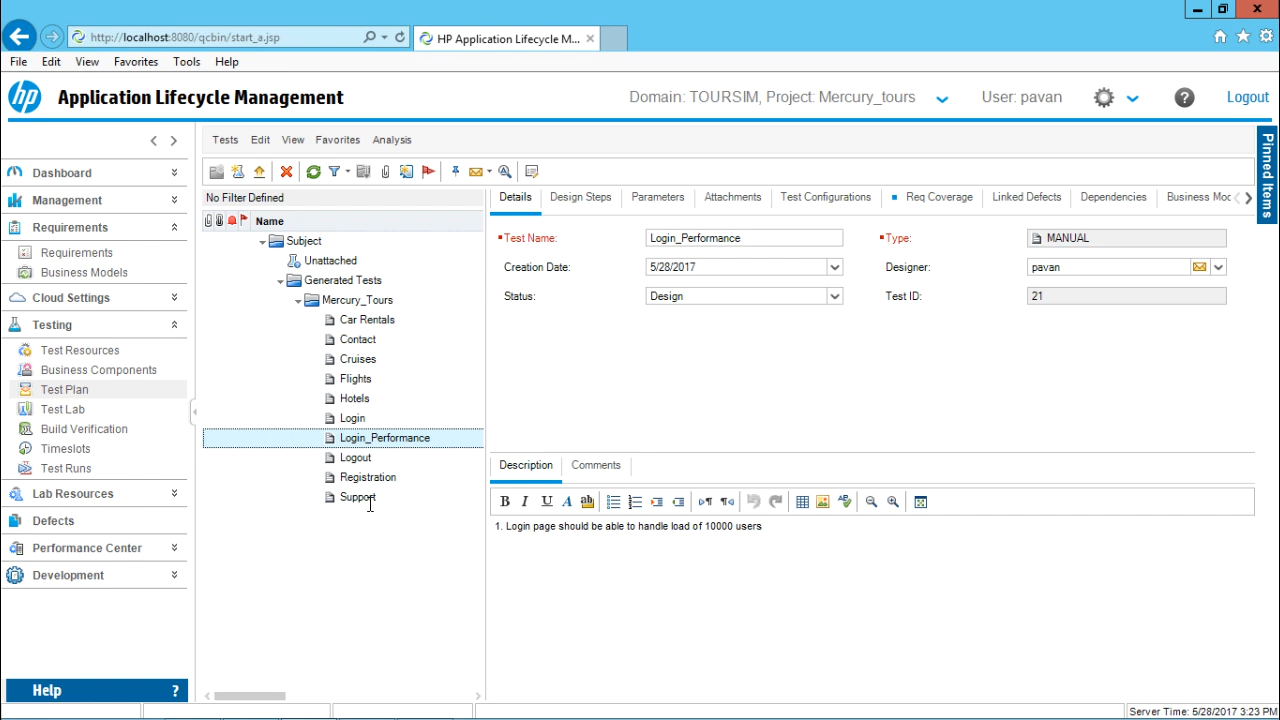 http://localhost:8080/qcbin/start_a.jsp
HP Application Lifecycle M...
File Edit View Favorites Tools Help
hp Application Lifecycle Management
Domain: TOURSIM, Project: Mercury_tours
User: pavan
Logout
Dashboard
Management
Requirements
Requirements
Business Models
Cloud Settings
Testing
Test Resources
Business Components
Test Plan
Test Lab
Build Verification
Timeslots
Test Runs
Lab Resources
Defects
Performance Center
Development
Help ?
Tests Edit View Favorites Analysis
No Filter Defined
Name
Subject
Unattached
Generated Tests
Mercury_Tours
Car Rentals
Contact
Cruises
Flights
Hotels
Login
Login_Performance
Logout
Registration
Support
Details Design Steps Parameters Attachments Test Configurations Req Coverage Linked Defects Dependencies Business Moc
Test Name: Login_Performance Type: MANUAL
Creation Date: 5/28/2017 Designer: pavan
Status: Design Test ID: 21
Description Comments
B I U A ab
1. Login page should be able to handle load of 10000 users
Pinned Items
Server Time: 5/28/2017 3:23 PM